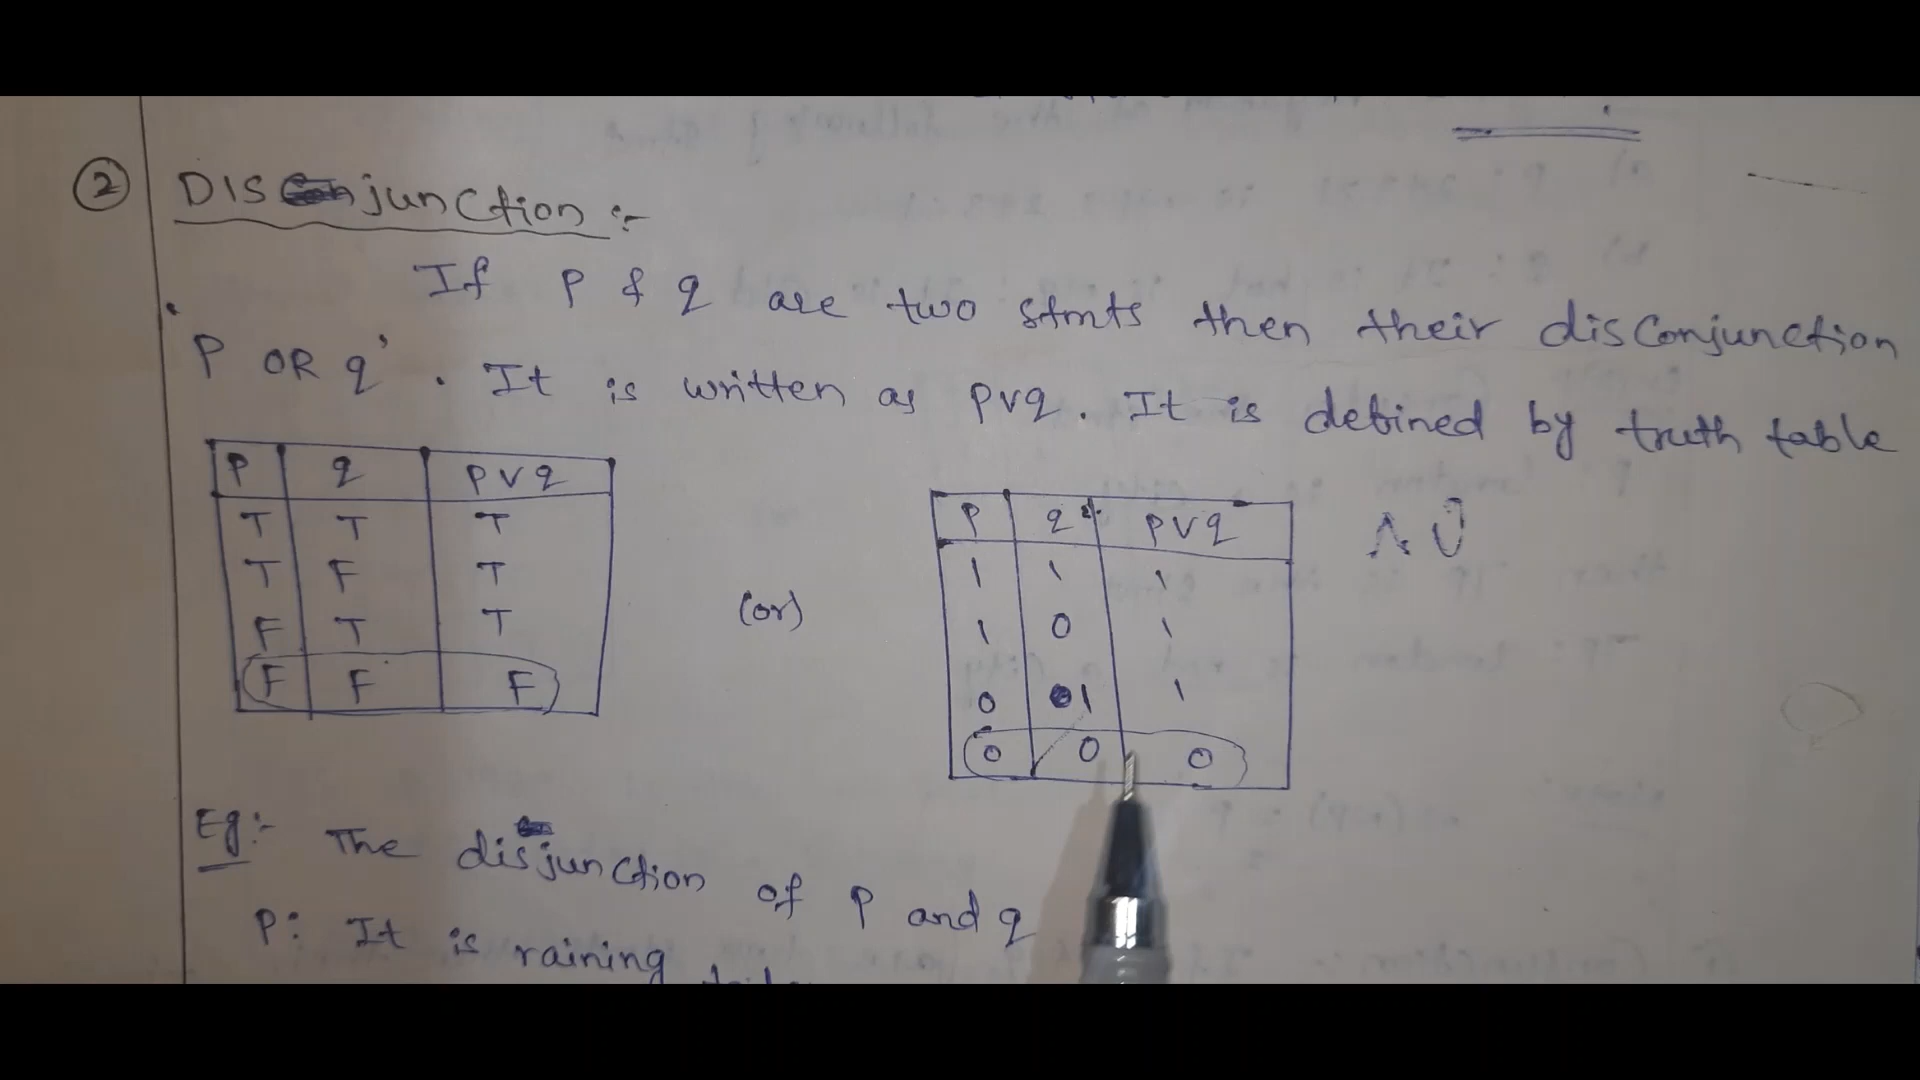 ② DISjunction :-
If P & q are two stmts then their disConjunction
P OR q'. It is written as pvq. It is defined by truth table
P q P v q
T T T
T F T
F T T
F F F
(or)
P q P v q
1 1 1
1 0 1
0 1 1
0 0 0
Eg:- The disjunction of P and q
P: It is raining